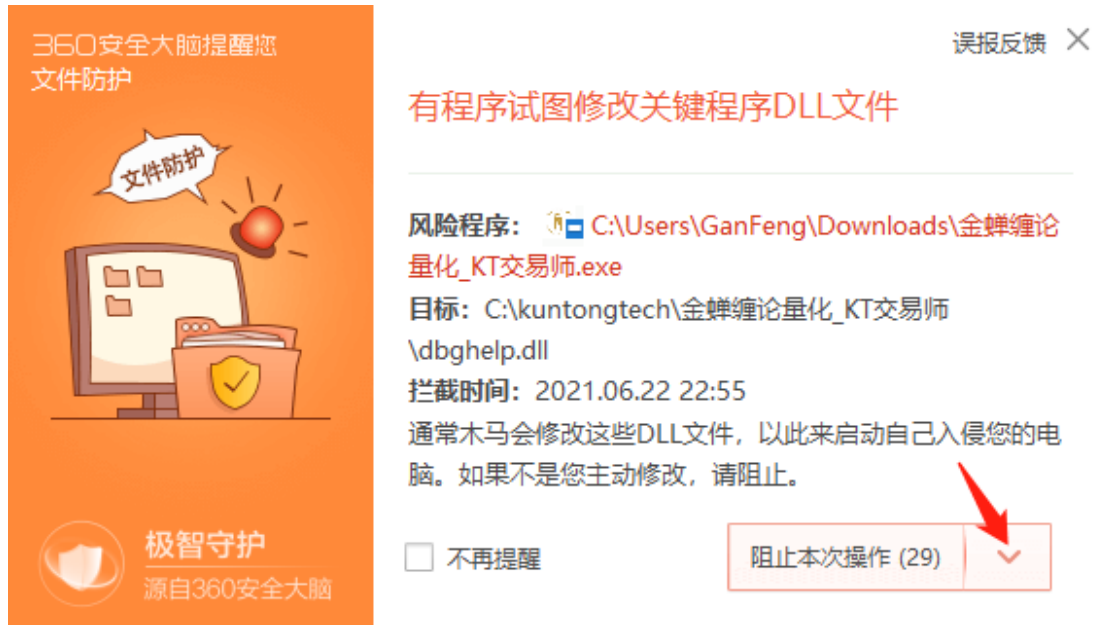 360安全大脑提醒您
文件防护
文件防护
极智守护
源自360安全大脑
误报反馈
有程序试图修改关键程序DLL文件
风险程序： C:\Users\GanFeng\Downloads\金蝉缠论
量化_KT交易师.exe
目标：C:\kuntongtech\金蝉缠论量化_KT交易师
\dbghelp.dll
拦截时间：2021.06.22 22:55
通常木马会修改这些DLL文件，以此来启动自己入侵您的电
脑。如果不是您主动修改，请阻止。
不再提醒
阻止本次操作 (29)